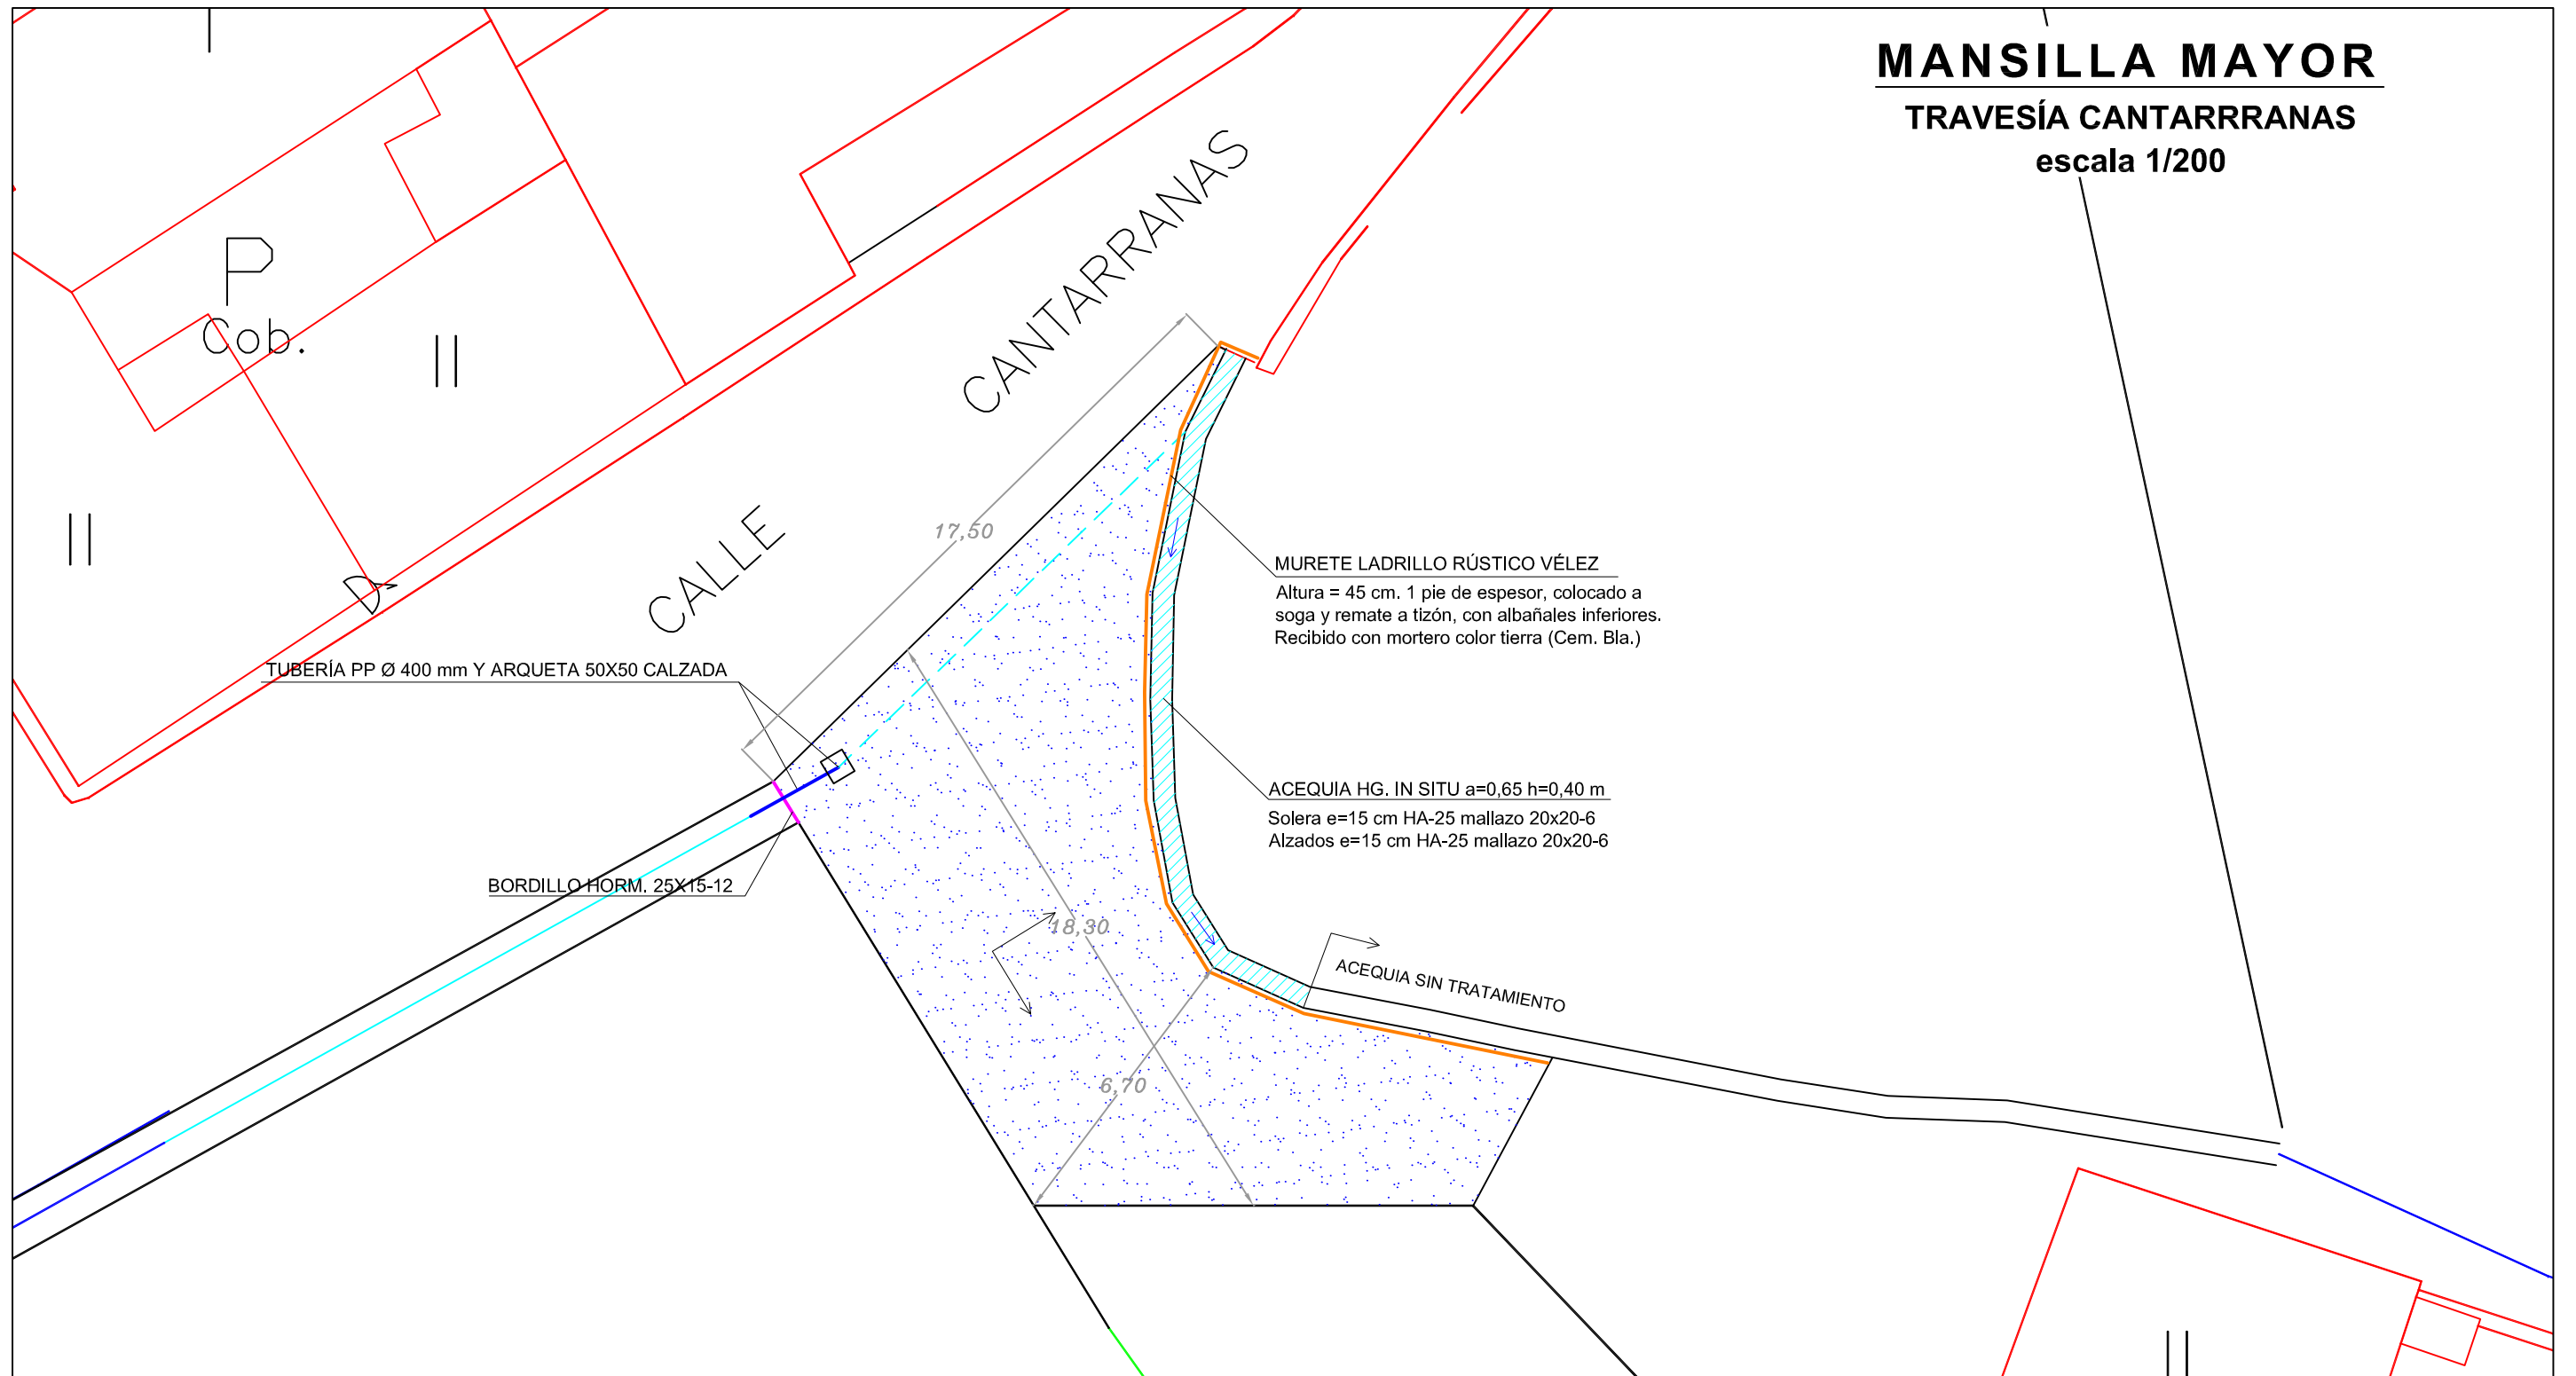 MANSILLA MAYOR
TRAVESÍA CANTARRRANAS
escala 1/200
P
Cob.
II
II
CALLE CANTARRANAS
17,50
MURETE LADRILLO RÚSTICO VÉLEZ
Altura = 45 cm. 1 pie de espesor, colocado a
soga y remate a tizón, con albañales inferiores.
Recibido con mortero color tierra (Cem. Bla.)
TUBERÍA PP Ø 400 mm Y ARQUETA 50X50 CALZADA
ACEQUIA HG. IN SITU a=0,65 h=0,40 m
Solera e=15 cm HA-25 mallazo 20x20-6
Alzados e=15 cm HA-25 mallazo 20x20-6
BORDILLO HORM. 25X15-12
18,30
ACEQUIA SIN TRATAMIENTO
6,70
II